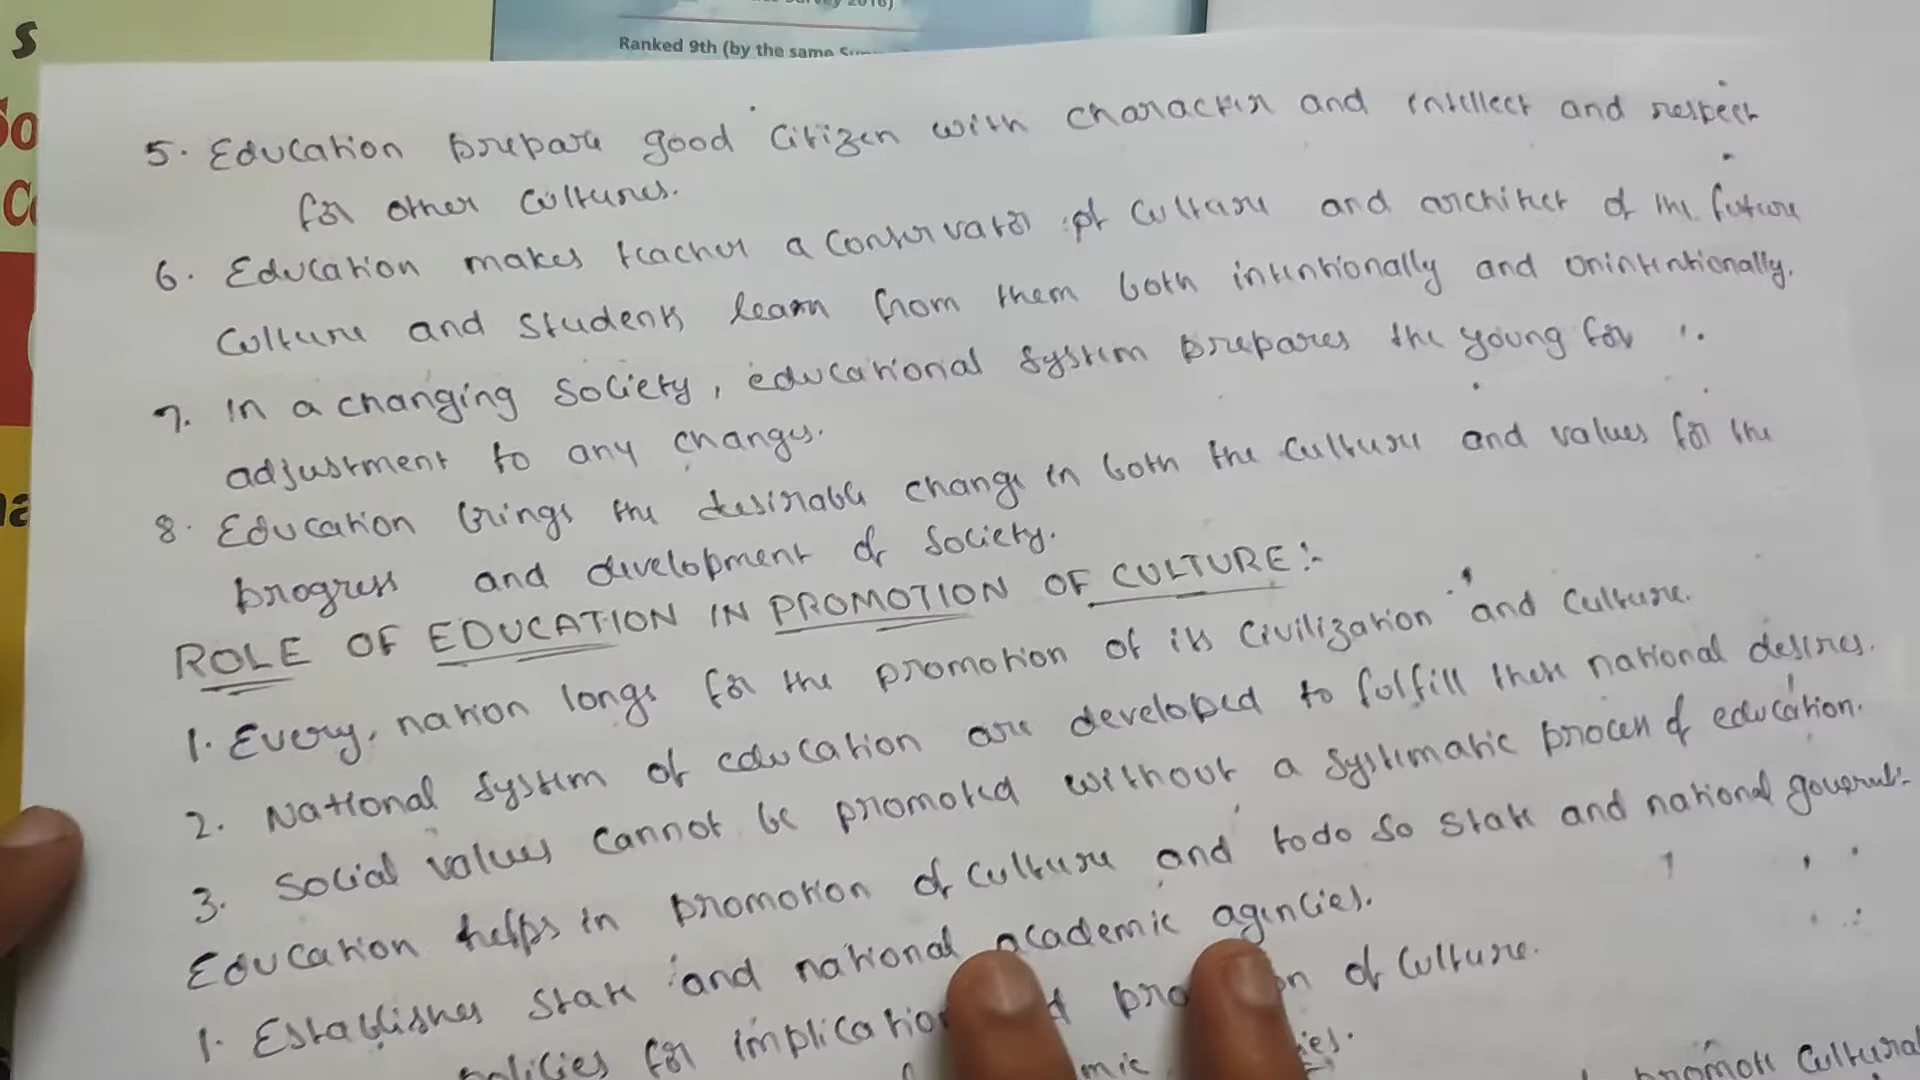 Ranked 9th (by the same
5. Education prepare good citizen with character and intellect and respect
for other cultures.
6. Education makes teacher a conservator of culture and architect of the future
culture and students learn from them both intentionally and onintentionally.
7. In a changing society, educational system prepares the young for
adjustment to any changes.
8. Education brings the desirable change in both the culture and values for the
progress and development of society.
ROLE OF EDUCATION IN PROMOTION OF CULTURE:-
1. Every nation longs for the promotion of its civilization and culture.
2. National system of education are developed to fulfill their national desires.
3. Social values cannot be promoted without a systematic process of education.
Education helps in promotion of culture and todo so state and national
1. Establishes state and national academic agencies.
policies for implication of culture.
promote cultural